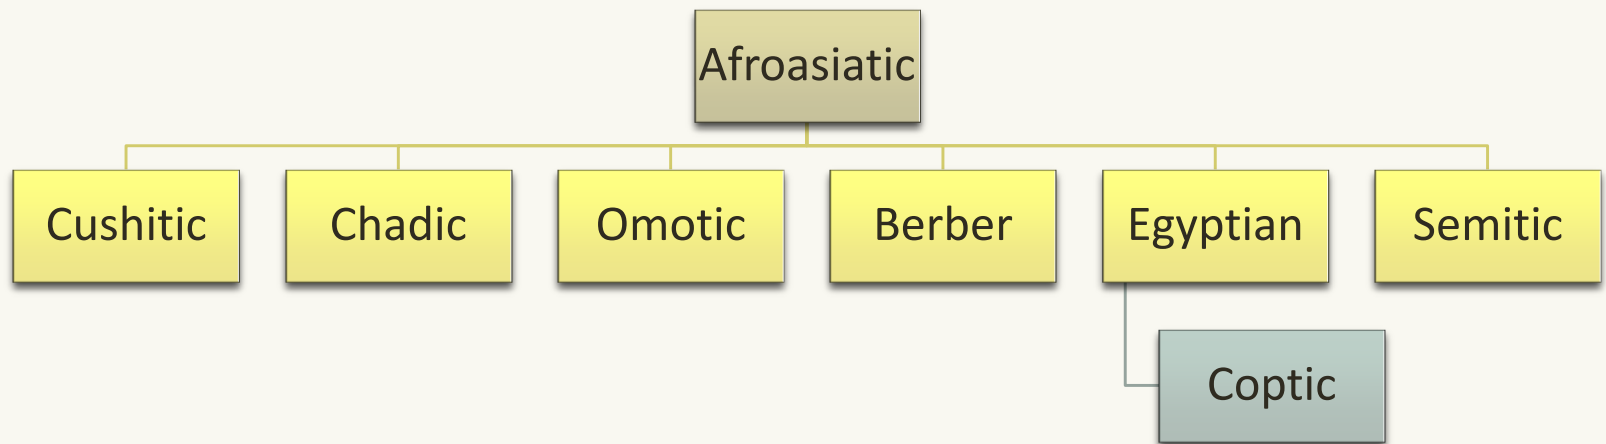 Afroasiatic
Cushitic
Chadic
Omotic
Berber
Egyptian
Semitic
Coptic